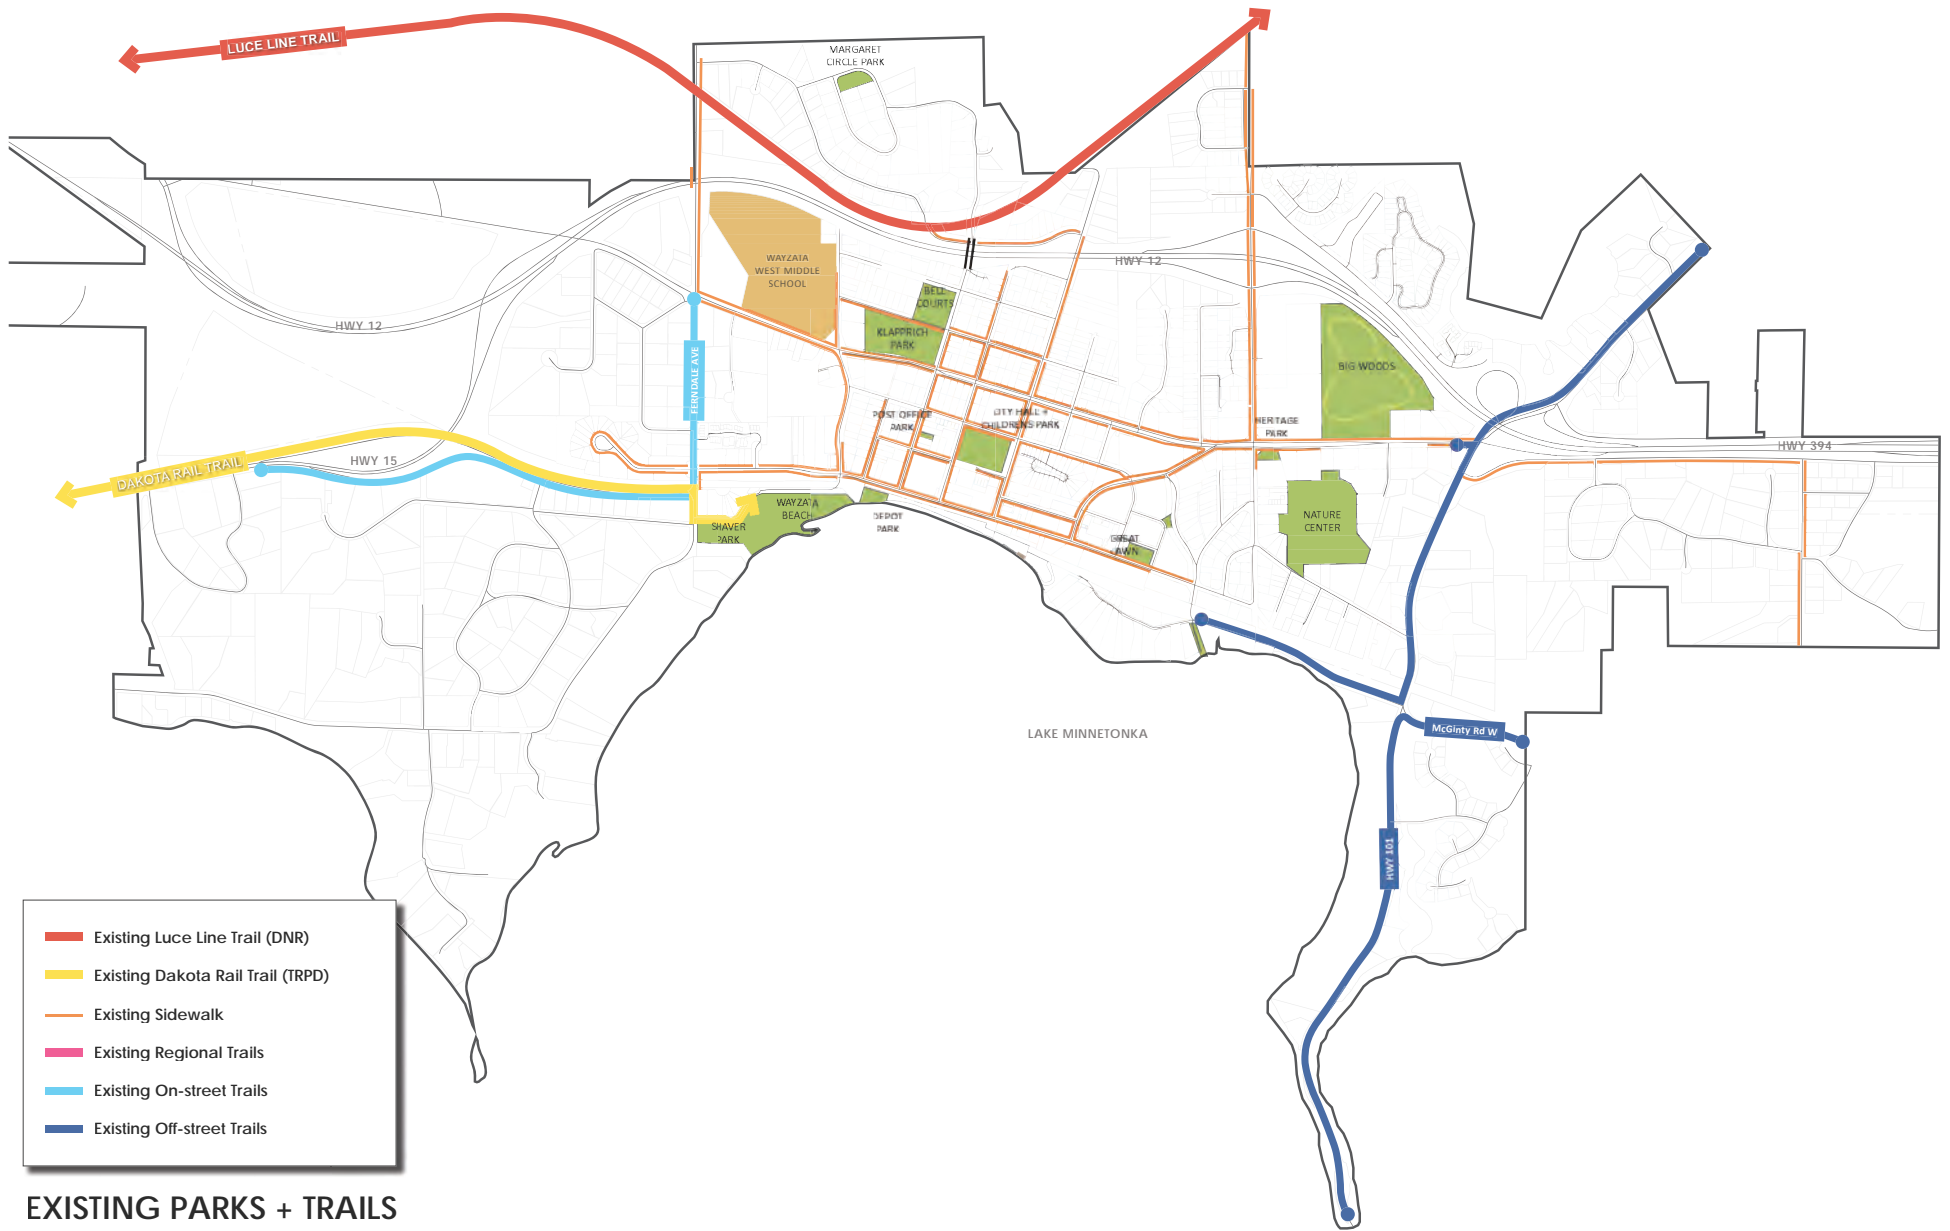 LUCE LINE TRAIL
MARGARET
CIRCLE PARK
WAYZATA
WEST MIDDLE
SCHOOL
HWY 12
HWY 12
BELL
COURTS
KLAPPRICH
PARK
BIG WOODS
FERNDALE AVE
POST OFFICE
PARK
CITY HALL +
CHILDRENS PARK
HERITAGE
PARK
HWY 394
DAKOTA RAIL TRAIL
HWY 15
WAYZATA
BEACH
SHAVER
PARK
DEPOT
PARK
NATURE
CENTER
GREAT
LAWN
LAKE MINNETONKA
McGinty Rd W
HWY 101
Existing Luce Line Trail (DNR)
Existing Dakota Rail Trail (TRPD)
Existing Sidewalk
Existing Regional Trails
Existing On-street Trails
Existing Off-street Trails
EXISTING PARKS + TRAILS